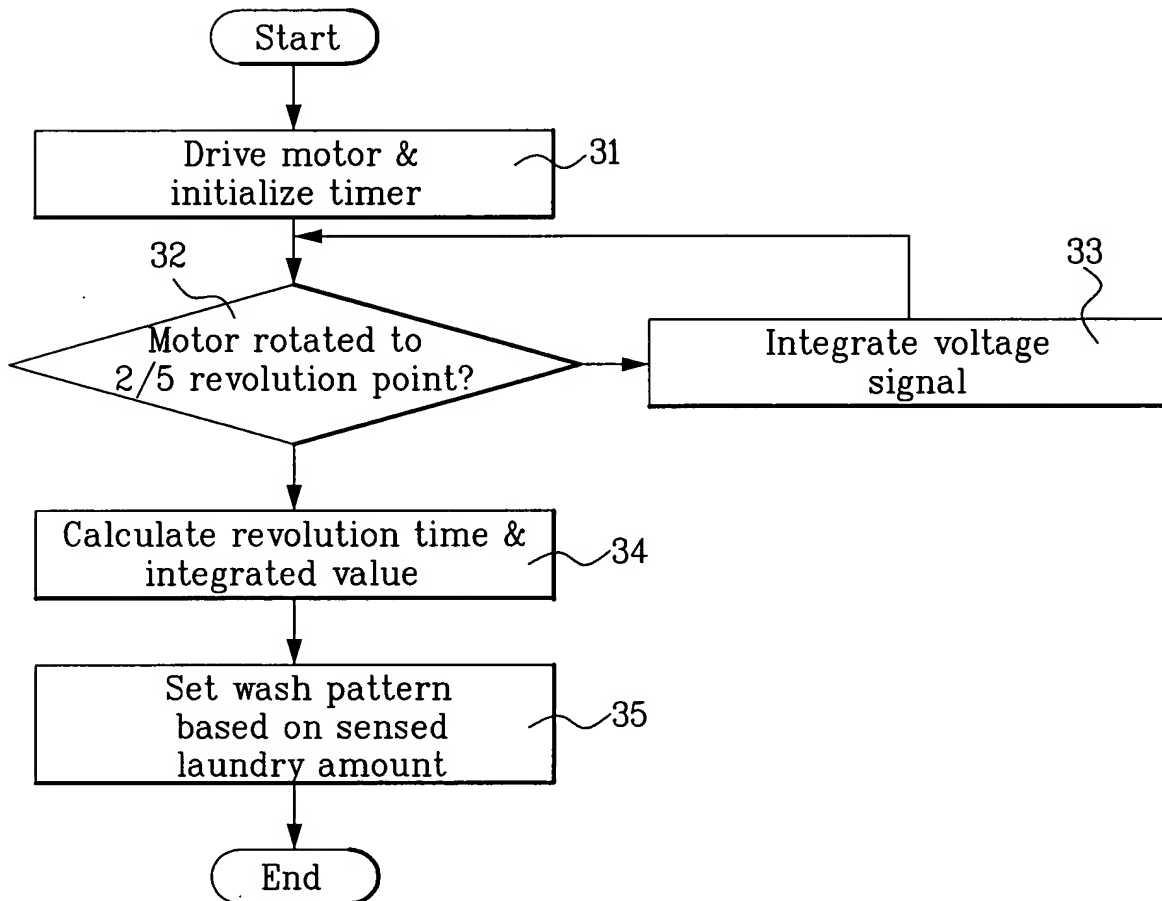 Start
Drive motor &
initialize timer
31
32
Motor rotated to
2/5 revolution point?
33
Integrate voltage
signal
Calculate revolution time &
integrated value
34
Set wash pattern
based on sensed
laundry amount
35
End